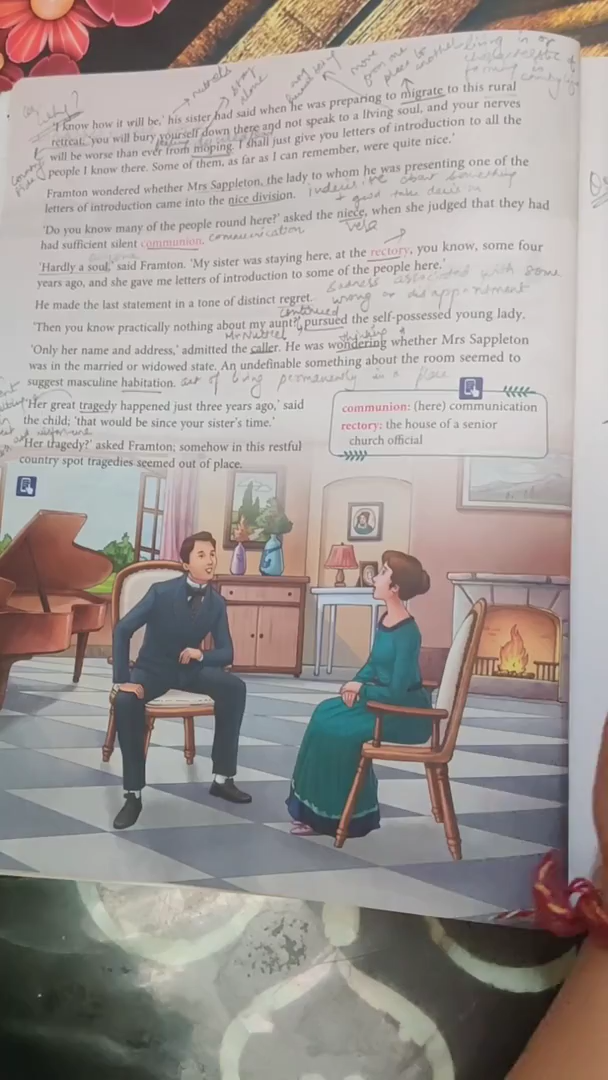 why?
'I know how it will be,' his sister had said when he was preparing to migrate to this rural
retreat, 'you will bury yourself down there and not speak to a living soul, and your nerves
will be worse than ever from moping. I shall just give you letters of introduction to all the
people I know there. Some of them, as far as I can remember, were quite nice.'
Framton wondered whether Mrs Sappleton, the lady to whom he was presenting one of the
letters of introduction came into the nice division.
'Do you know many of the people round here?' asked the niece, when she judged that they had
had sufficient silent communion. communication
'Hardly a soul,' said Framton. 'My sister was staying here, at the rectory, you know, some four
years ago, and she gave me letters of introduction to some of the people here.'
Sadness associated with some
He made the last statement in a tone of distinct regret. wrong or disappointment
continued
'Then you know practically nothing about my aunt?' pursued the self-possessed young lady.
Mr Nuttel thinking
'Only her name and address,' admitted the caller. He was wondering whether Mrs Sappleton
was in the married or widowed state. An undefinable something about the room seemed to
suggest masculine habitation. act of living permanently in a place
'Her great tragedy happened just three years ago,' said
the child; 'that would be since your sister's time.'
'Her tragedy?' asked Framton; somehow in this restful
country spot tragedies seemed out of place.
communion: (here) communication
rectory: the house of a senior
church official